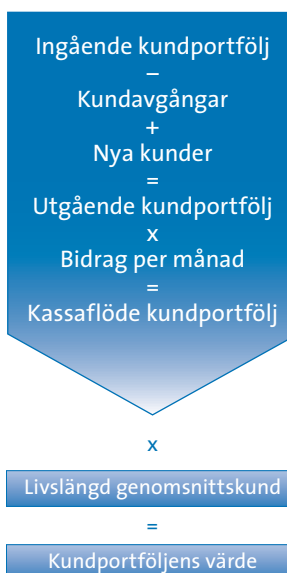 Ingående kundportfölj
–
Kundavgångar
+
Nya kunder
=
Utgående kundportfölj
x
Bidrag per månad
=
Kassaflöde kundportfölj
x
Livslängd genomsnittskund
=
Kundportföljens värde